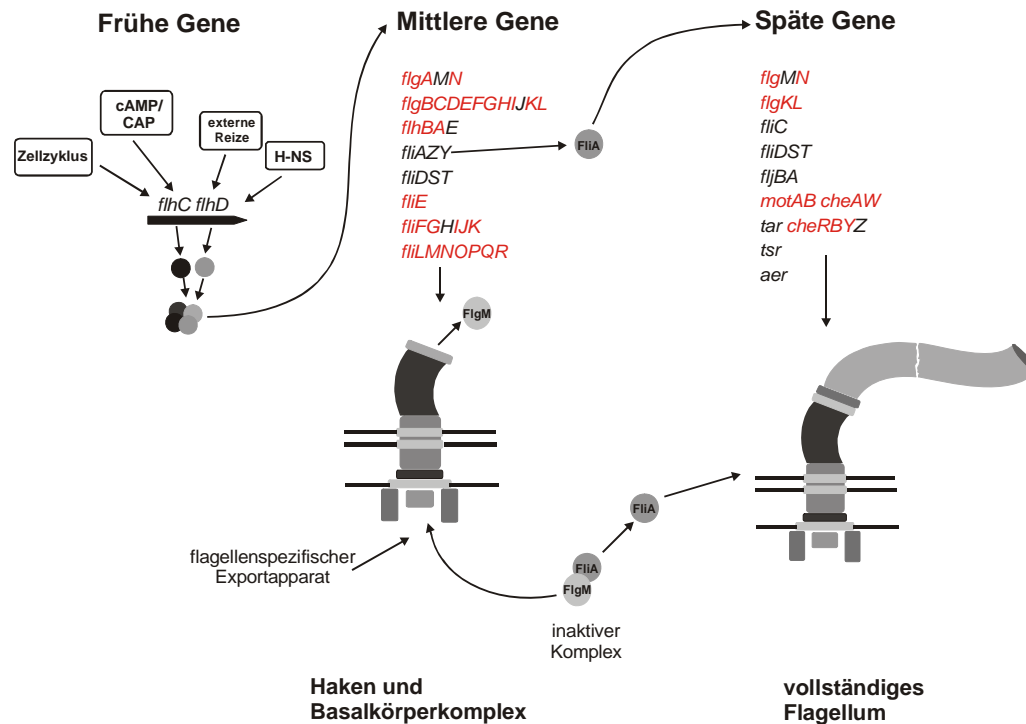 Frühe Gene
Mittlere Gene
Späte Gene
cAMP/
CAP
externe
Reize
Zellzyklus
H-NS
flhC flhD
flgAMN
flgBCDEFGHIJKL
flhBAE
fliAZY
fliDST
fliE
fliFGHIJK
fliLMNOPQR
FliA
flgMN
flgKL
fliC
fliDST
fljBA
motAB cheAW
tar cheRBYZ
tsr
aer
FlgM
flagellenspezifischer
Exportapparat
FliA
FliA
FlgM
inaktiver
Komplex
Haken und
Basalkörperkomplex
vollständiges
Flagellum